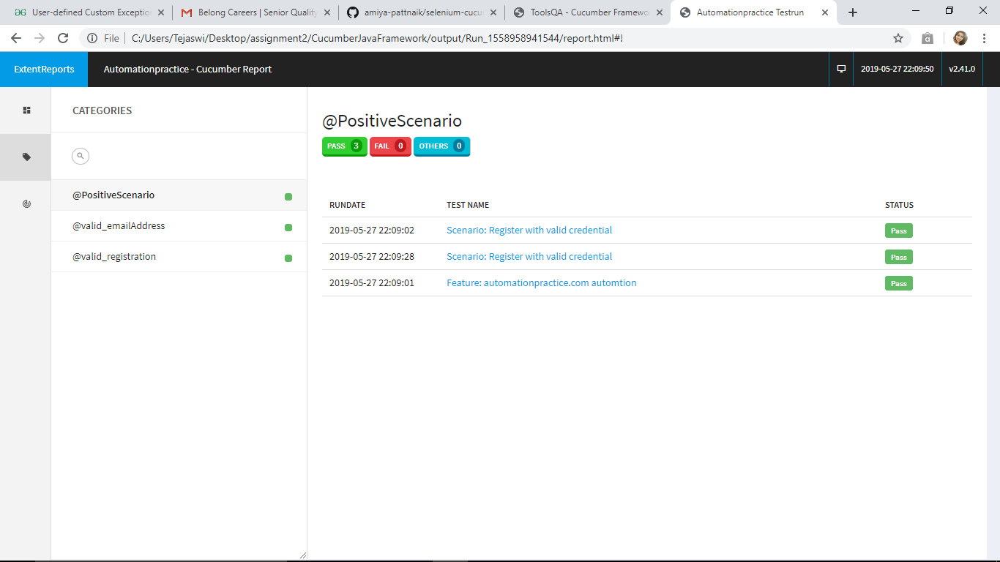 User-defined Custom Exceptio
Belong Careers | Senior Quality
amiya-pattnaik/selenium-cucu
ToolsQA - Cucumber Framewo
Automationpractice Testrun
File
C:/Users/Tejaswi/Desktop/assignment2/CucumberJavaFramework/output/Run_1558958941544/report.html#!
ExtentReports
Automationpractice - Cucumber Report
2019-05-27 22:09:50
v2.41.0
CATEGORIES
@PositiveScenario
@valid_emailAddress
@valid_registration
@PositiveScenario
PASS 3 FAIL 0 OTHERS 0
RUNDATE TEST NAME STATUS
2019-05-27 22:09:02 Scenario: Register with valid credential Pass
2019-05-27 22:09:28 Scenario: Register with valid credential Pass
2019-05-27 22:09:01 Feature: automationpractice.com automtion Pass